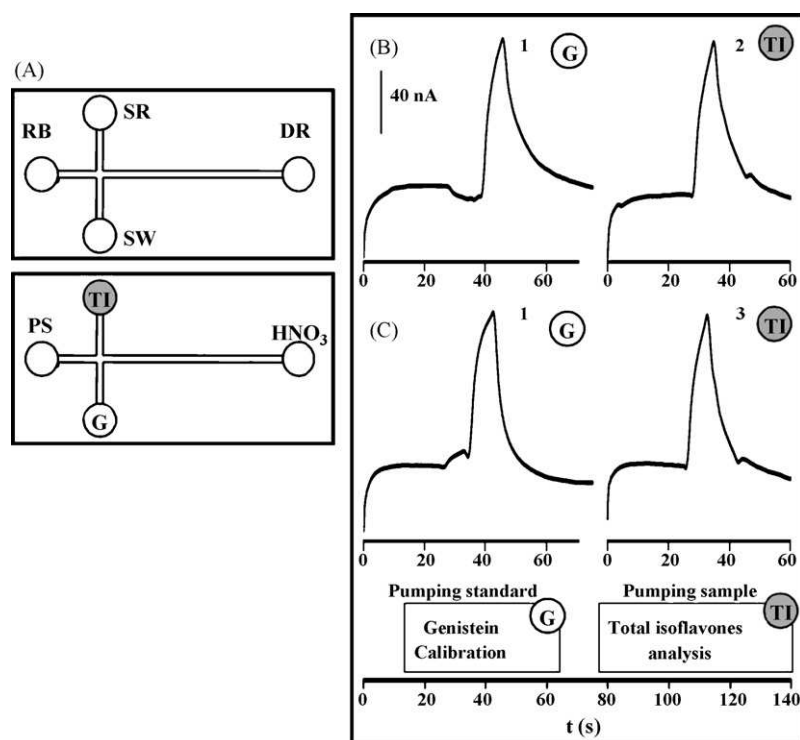 (A)
SR
RB
DR
SW
TI
PS
HNO₃
G
(B)
40 nA
1
G
2
TI
0 20 40 60
0 20 40 60
(C)
1
G
3
TI
0 20 40 60
0 20 40 60
Pumping standard
G
Genistein
Calibration
Pumping sample
TI
Total isoflavones
analysis
0 20 40 60 80 100 120 140
t (s)